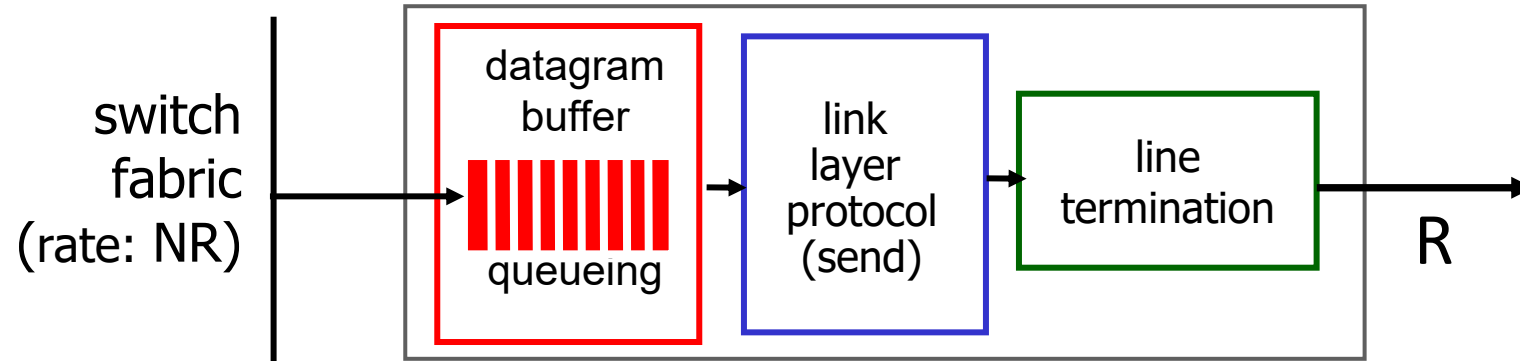 switch
fabric
(rate: NR)
datagram
buffer
queueing
link
layer
protocol
(send)
line
termination
R